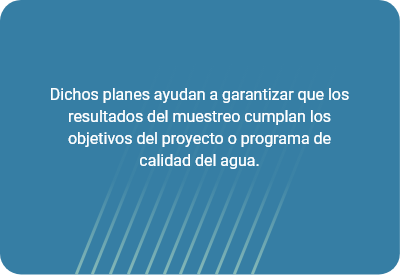 Dichos planes ayudan a garantizar que los
resultados del muestreo cumplan los
objetivos del proyecto o programa de
calidad del agua.